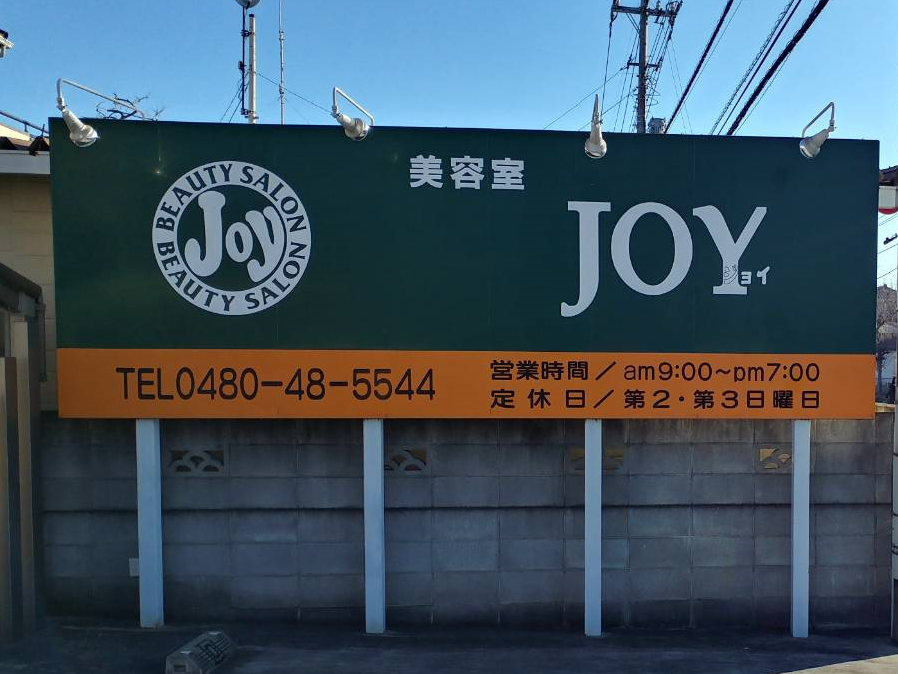 BEAUTY SALON
Joy
BEAUTY SALON
美容室
JOY
ジョイ
TEL0480-48-5544
営業時間／am9:00～pm7:00
定休日／第2・第3日曜日